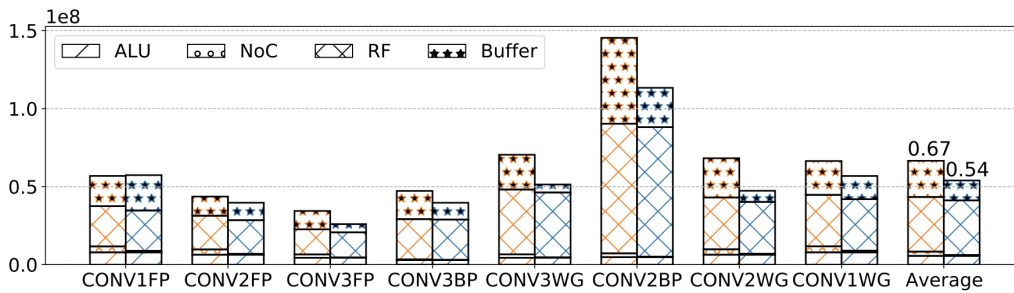 1e8
1.5
ALU NoC RF Buffer
1.0
0.67
0.54
0.5
0.0
CONV1FP CONV2FP CONV3FP CONV3BP CONV3WG CONV2BP CONV2WG CONV1WG Average